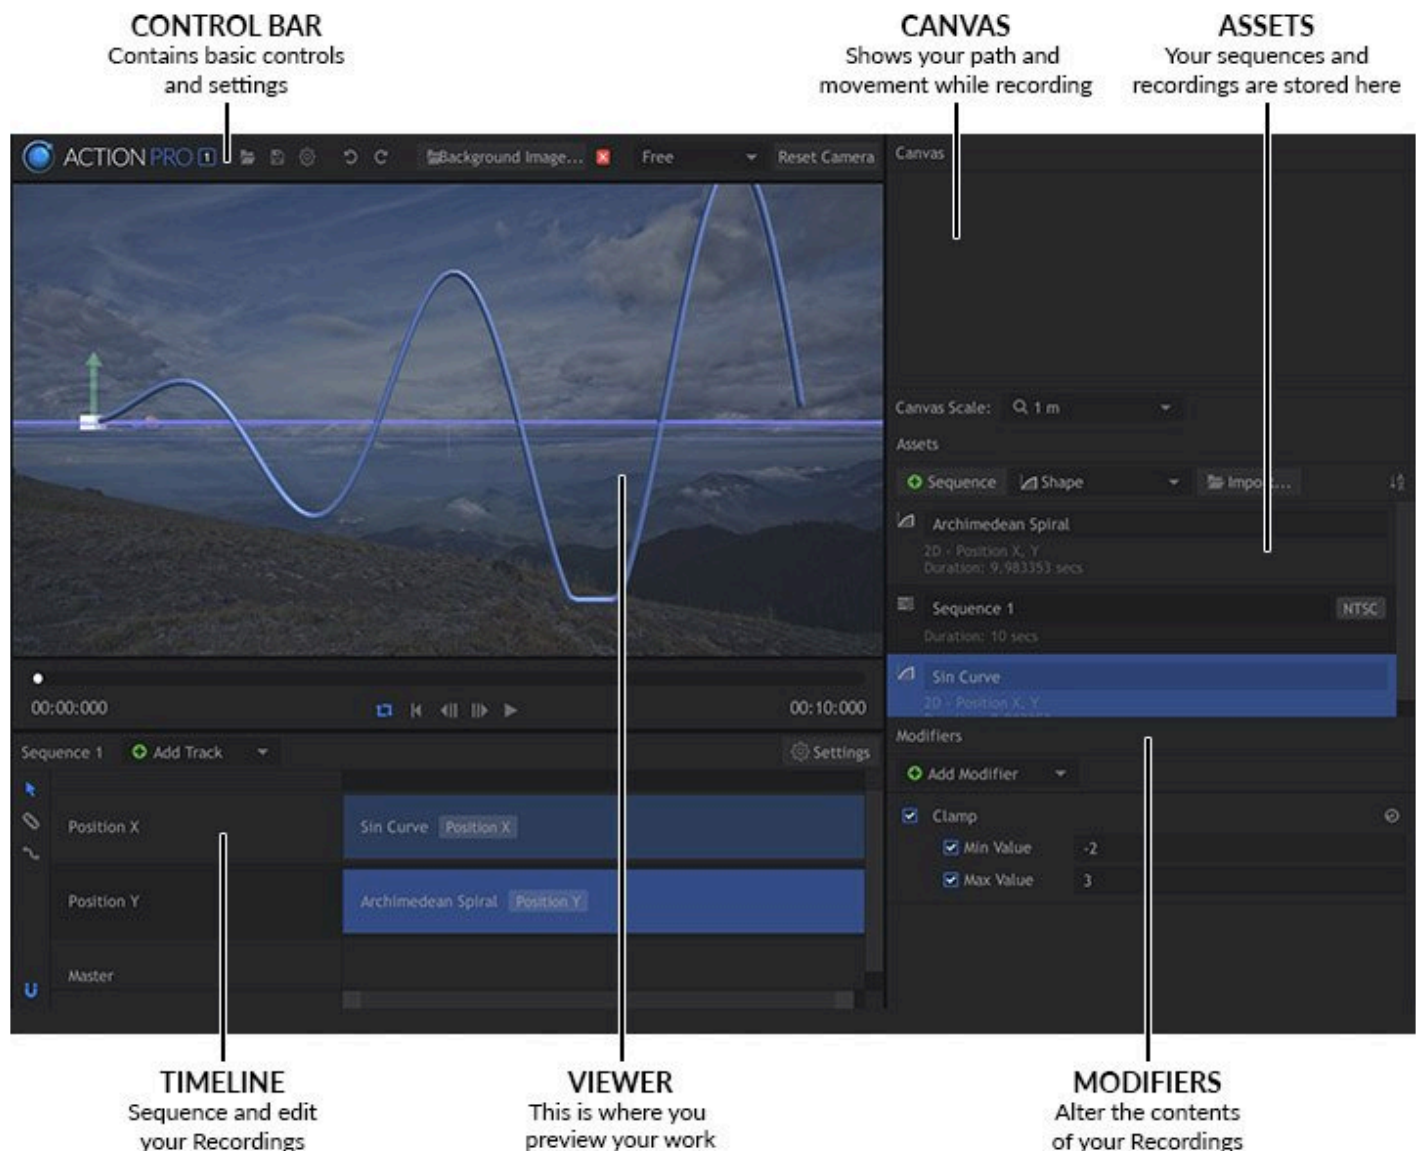 CONTROL BAR
Contains basic controls
and settings
CANVAS
Shows your path and
movement while recording
ASSETS
Your sequences and
recordings are stored here
ACTION PRO 1
Background Image...
Free
Reset Camera
Canvas
Canvas Scale:
1 m
Assets
Sequence
Shape
Archimedean Spiral
2D - Position X, Y
Duration: 9.983353 secs
Sequence 1
NTSC
Duration: 10 secs
Sin Curve
2D - Position X, Y
00:00:000
00:10:000
Sequence 1
Add Track
Settings
Position X
Sin Curve
Position X
Position Y
Archimedean Spiral
Position Y
Master
Modifiers
Add Modifier
Clamp
Min Value
-2
Max Value
3
TIMELINE
Sequence and edit
your Recordings
VIEWER
This is where you
preview your work
MODIFIERS
Alter the contents
of your Recordings